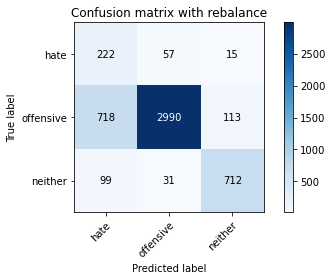 Confusion matrix with rebalance
True label
hate 222 57 15
offensive 718 2990 113
neither 99 31 712
hate offensive neither
Predicted label
2500
2000
1500
1000
500